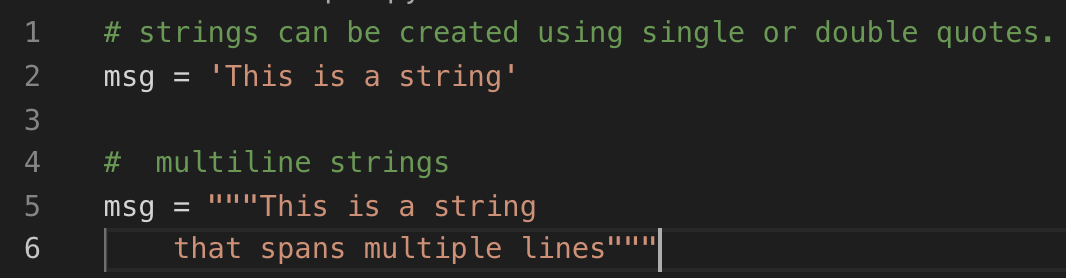 1 # strings can be created using single or double quotes.
2 msg = 'This is a string'
3
4 #  multiline strings
5 msg = """This is a string
6     that spans multiple lines"""